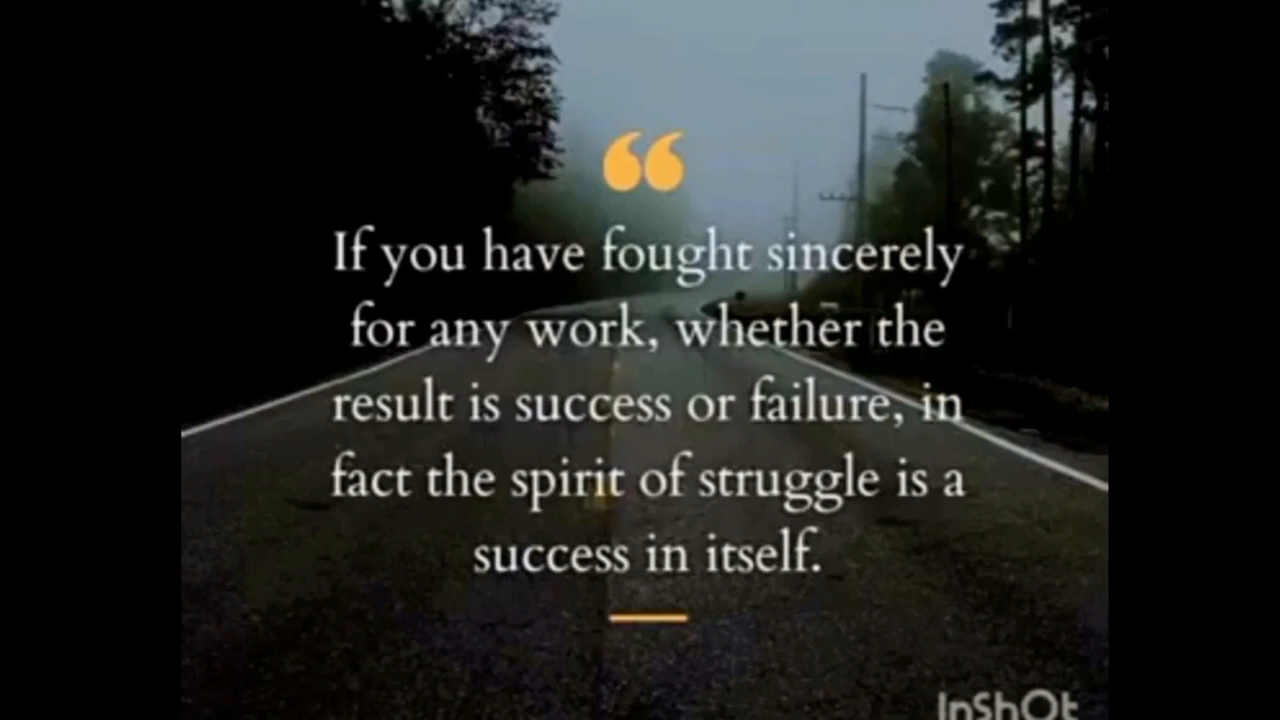 “
If you have fought sincerely
for any work, whether the
result is success or failure, in
fact the spirit of struggle is a
success in itself.
InShOt